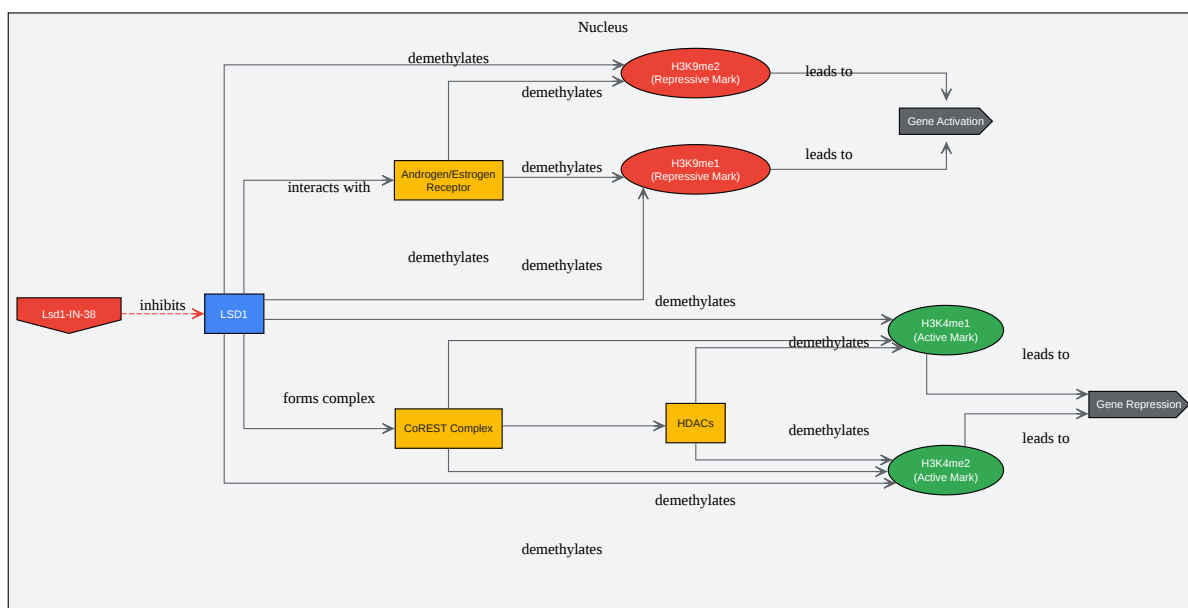 Nucleus
demethylates
H3K9me2
(Repressive Mark)
leads to
demethylates
Gene Activation
H3K9me1
(Repressive Mark)
leads to
demethylates
Androgen/Estrogen
Receptor
interacts with
demethylates
demethylates
Lsd1-IN-38
inhibits
LSD1
demethylates
H3K4me1
(Active Mark)
demethylates
leads to
forms complex
CoREST Complex
HDACs
Gene Repression
demethylates
leads to
H3K4me2
(Active Mark)
demethylates
demethylates